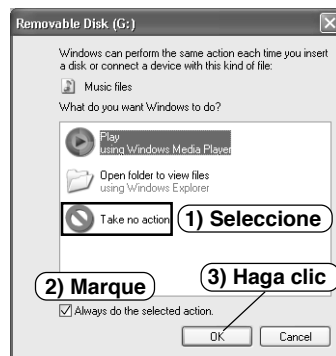 Removable Disk (G:)
Windows can perform the same action each time you insert
a disk or connect a device with this kind of file:
Music files
What do you want Windows to do?
Play
using Windows Media Player
Open folder to view files
using Windows Explorer
Take no action
1) Seleccione
2) Marque
3) Haga clic
Always do the selected action.
OK
Cancel